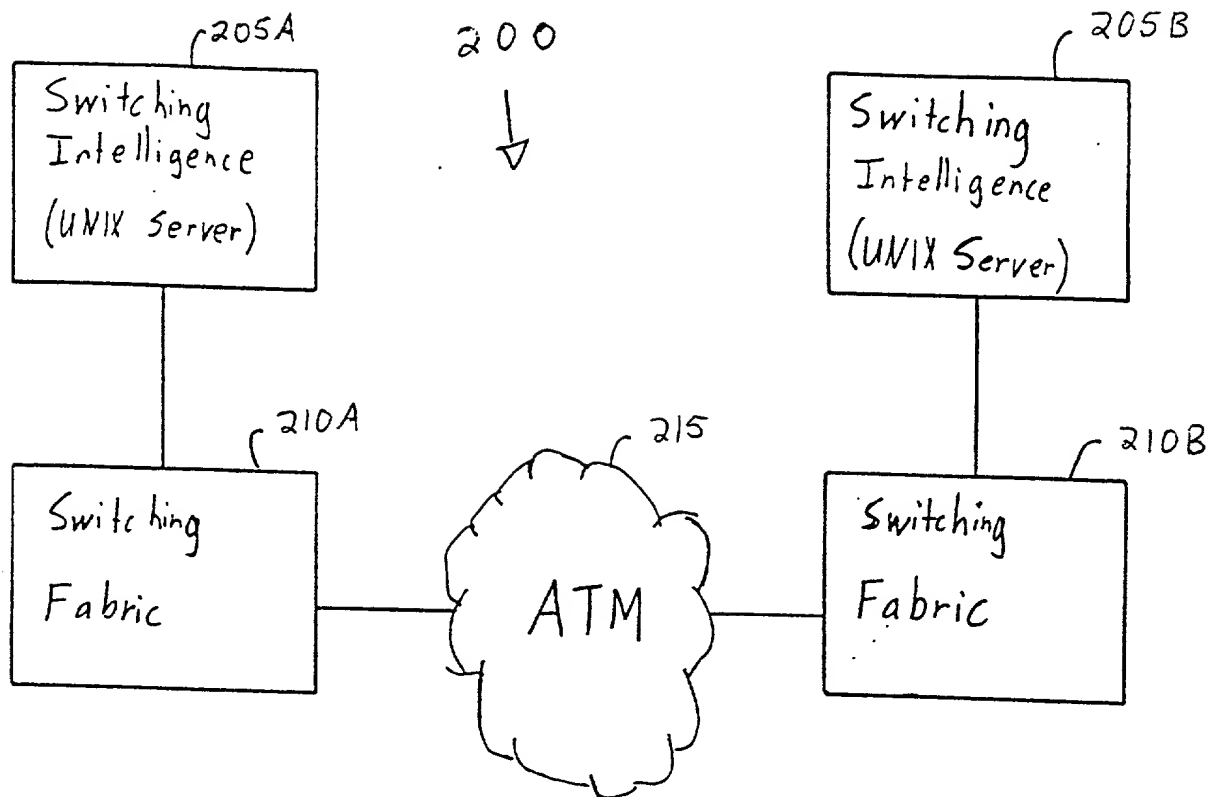 205A
200
205B
Switching
Intelligence
(UNIX Server)
Switching
Intelligence
(UNIX Server)
210A
215
210B
Switching
Fabric
ATM
Switching
Fabric